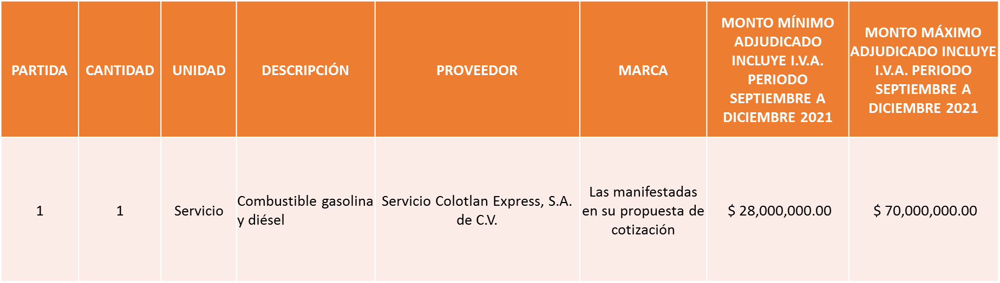 PARTIDA
CANTIDAD
UNIDAD
DESCRIPCIÓN
PROVEEDOR
MARCA
MONTO MÍNIMO
ADJUDICADO
INCLUYE I.V.A.
PERIODO
SEPTIEMBRE A
DICIEMBRE 2021
MONTO MÁXIMO
ADJUDICADO INCLUYE
I.V.A. PERIODO
SEPTIEMBRE A
DICIEMBRE 2021
1
1
Servicio
Combustible gasolina
y diésel
Servicio Colotlan Express, S.A.
de C.V.
Las manifestadas
en su propuesta de
cotización
$ 28,000,000.00
$ 70,000,000.00